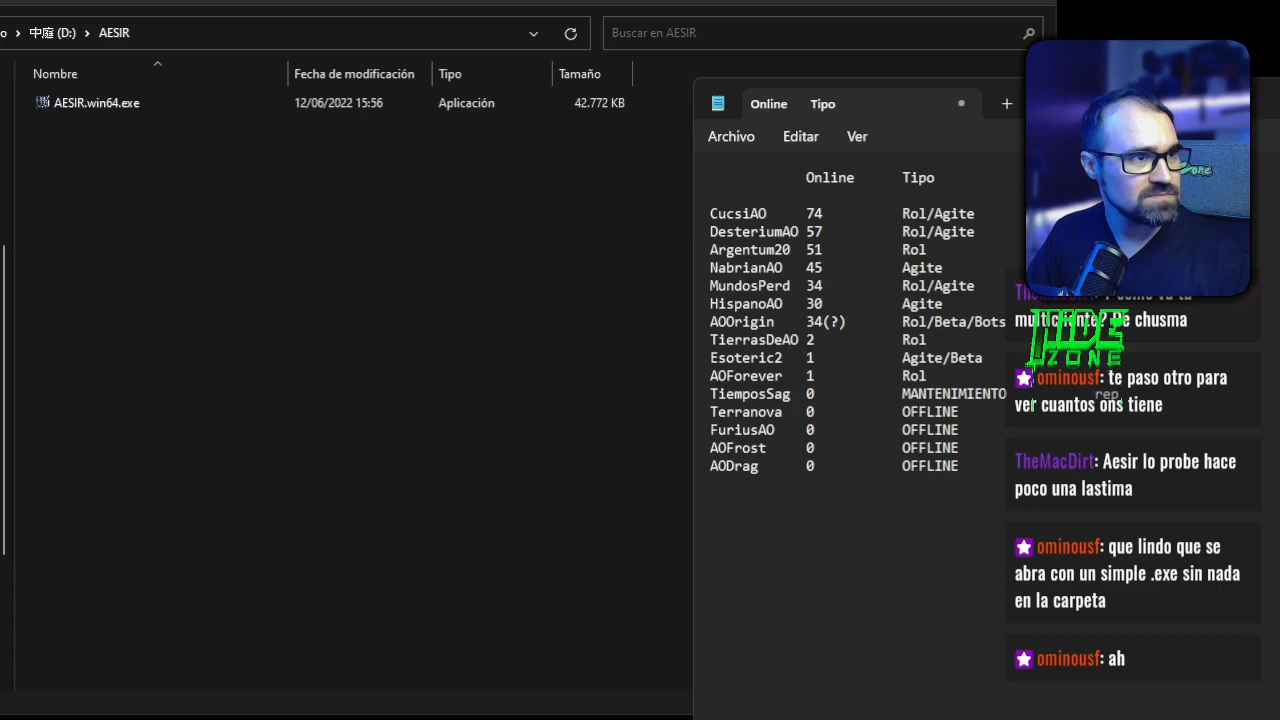 o › 中庭 (D:) › AESIR
Buscar en AESIR
Nombre Fecha de modificación Tipo Tamaño
AESIR.win64.exe 12/06/2022 15:56 Aplicación 42.772 KB
Online Tipo
Archivo Editar Ver
Online Tipo
CucsiAO 74 Rol/Agite
DesteriumAO 57 Rol/Agite
Argentum20 51 Rol
NabrianAO 45 Agite
MundosPerd 34 Rol/Agite
HispanoAO 30 Agite
AOOrigin 34(?) Rol/Beta/Bots
TierrasDeAO 2 Rol
Esoteric2 1 Agite/Beta
AOForever 1 Rol
TiemposSag 0 MANTENIMIENTO
Terranova 0 OFFLINE
FuriusAO 0 OFFLINE
AOFrost 0 OFFLINE
AODrag 0 OFFLINE
multicliente? De chusma
ZONE
ominousf: te paso otro para
ver cuantos ons tiene
rep
TheMacDirt: Aesir lo probe hace
poco una lastima
ominousf: que lindo que se
abra con un simple .exe sin nada
en la carpeta
ominousf: ah